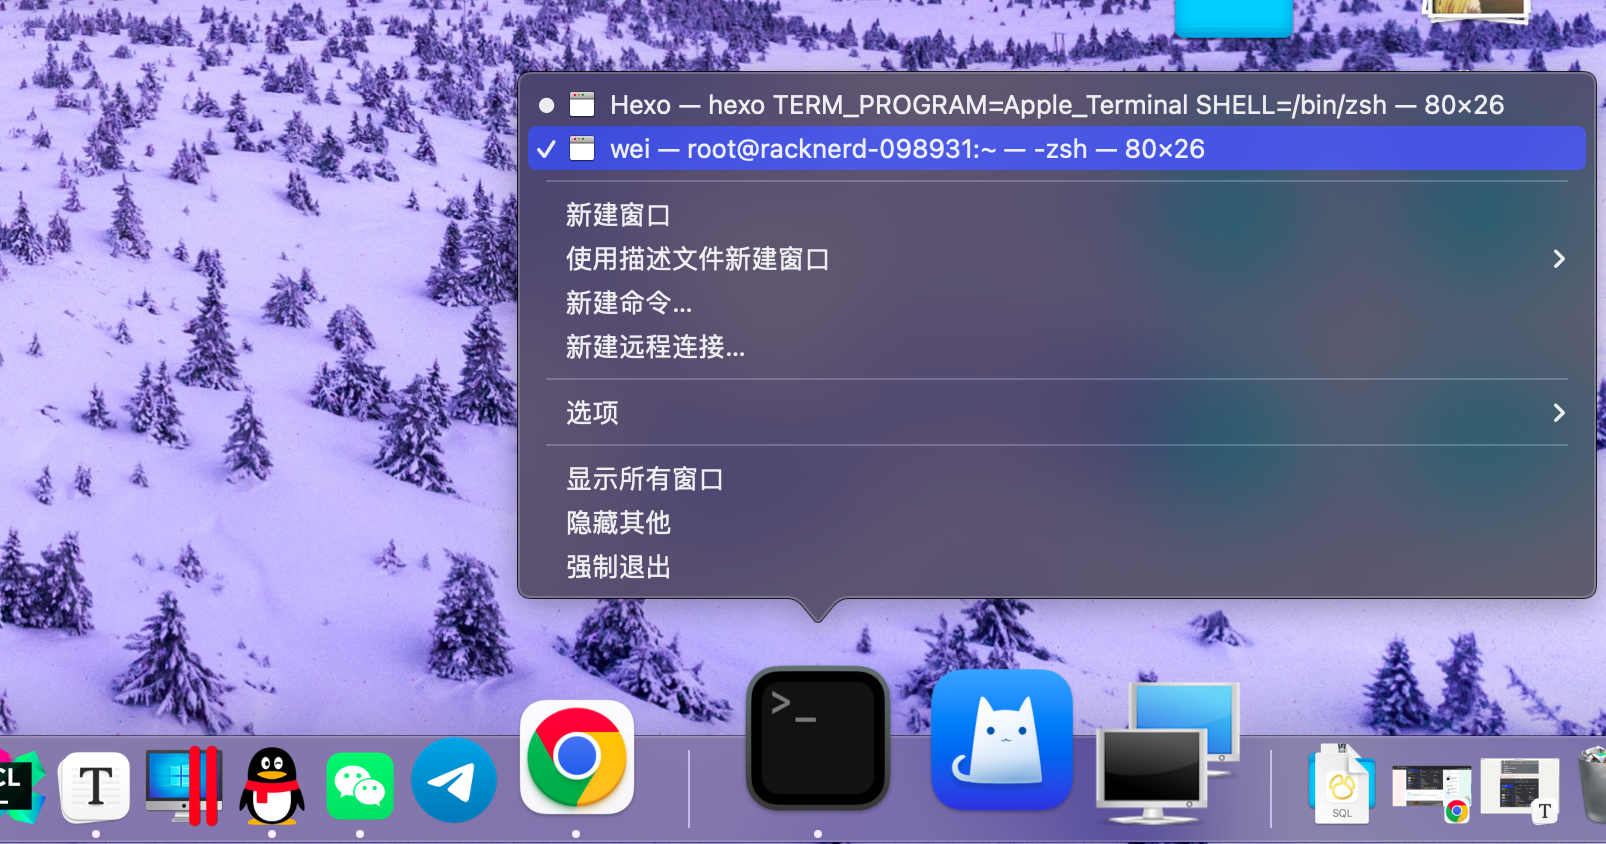 Hexo — hexo TERM_PROGRAM=Apple_Terminal SHELL=/bin/zsh — 80×26
wei — root@racknerd-098931:~ — -zsh — 80×26
新建窗口
使用描述文件新建窗口
新建命令...
新建远程连接...
选项
显示所有窗口
隐藏其他
强制退出
>_
CL
T
SQL
T